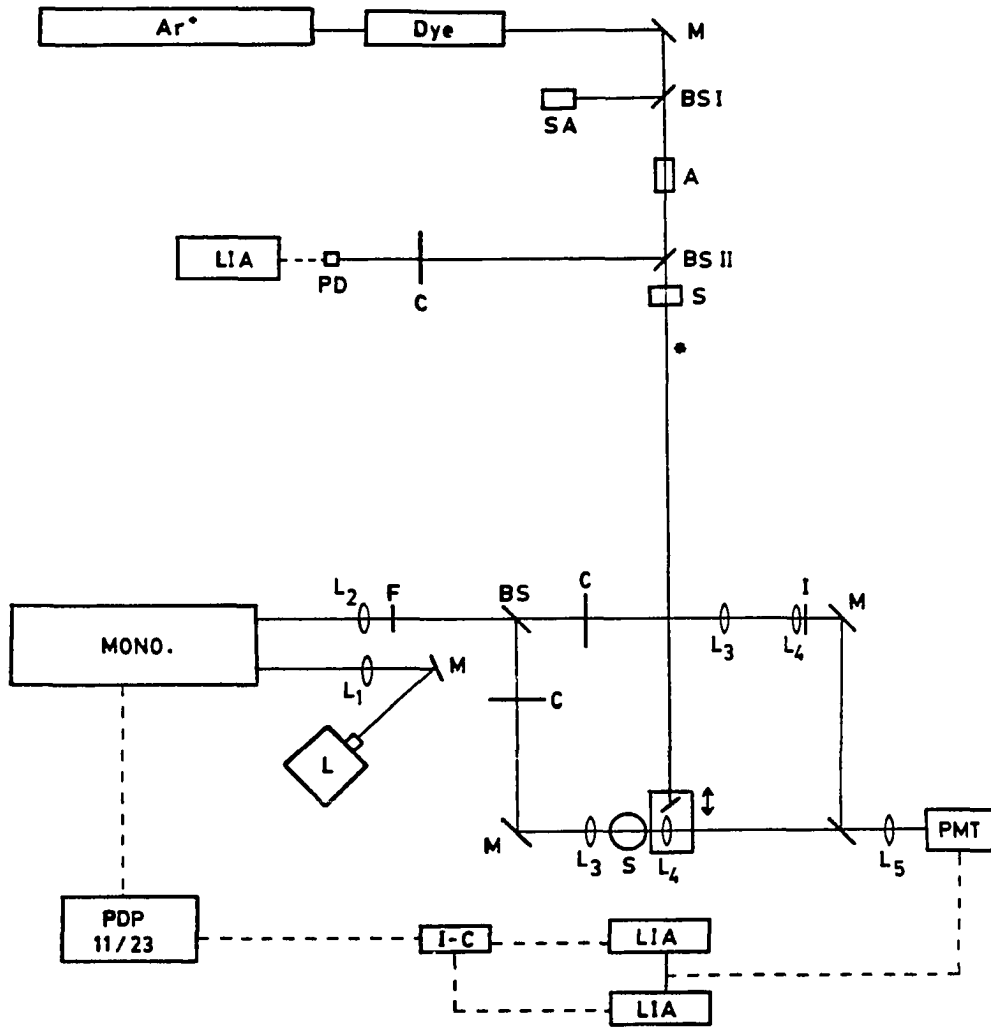 Ar+
Dye
M
BS I
SA
A
LIA
PD
C
BS II
S
*
L2
F
BS
C
L3
L4
I
M
MONO.
L1
M
C
L
M
L3
S
L4
L5
PMT
PDP
11/23
I-C
LIA
LIA